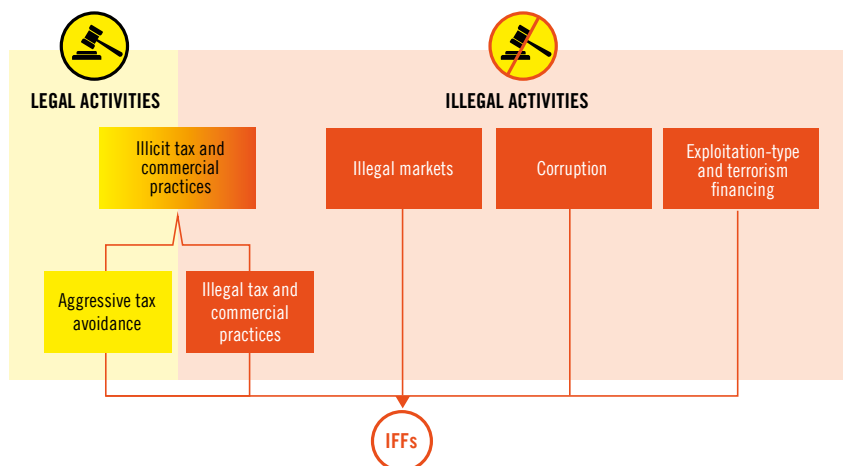 LEGAL ACTIVITIES
ILLEGAL ACTIVITIES
Illicit tax and
commercial
practices
Illegal markets
Corruption
Exploitation-type
and terrorism
financing
Aggressive tax
avoidance
Illegal tax and
commercial
practices
IFFs